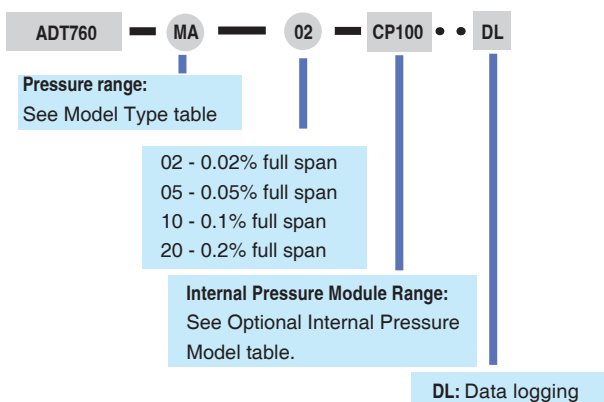 ADT760 — MA — 02 — CP100 • • DL
Pressure range:
See Model Type table
02 - 0.02% full span
05 - 0.05% full span
10 - 0.1% full span
20 - 0.2% full span
Internal Pressure Module Range:
See Optional Internal Pressure
Model table.
DL: Data logging